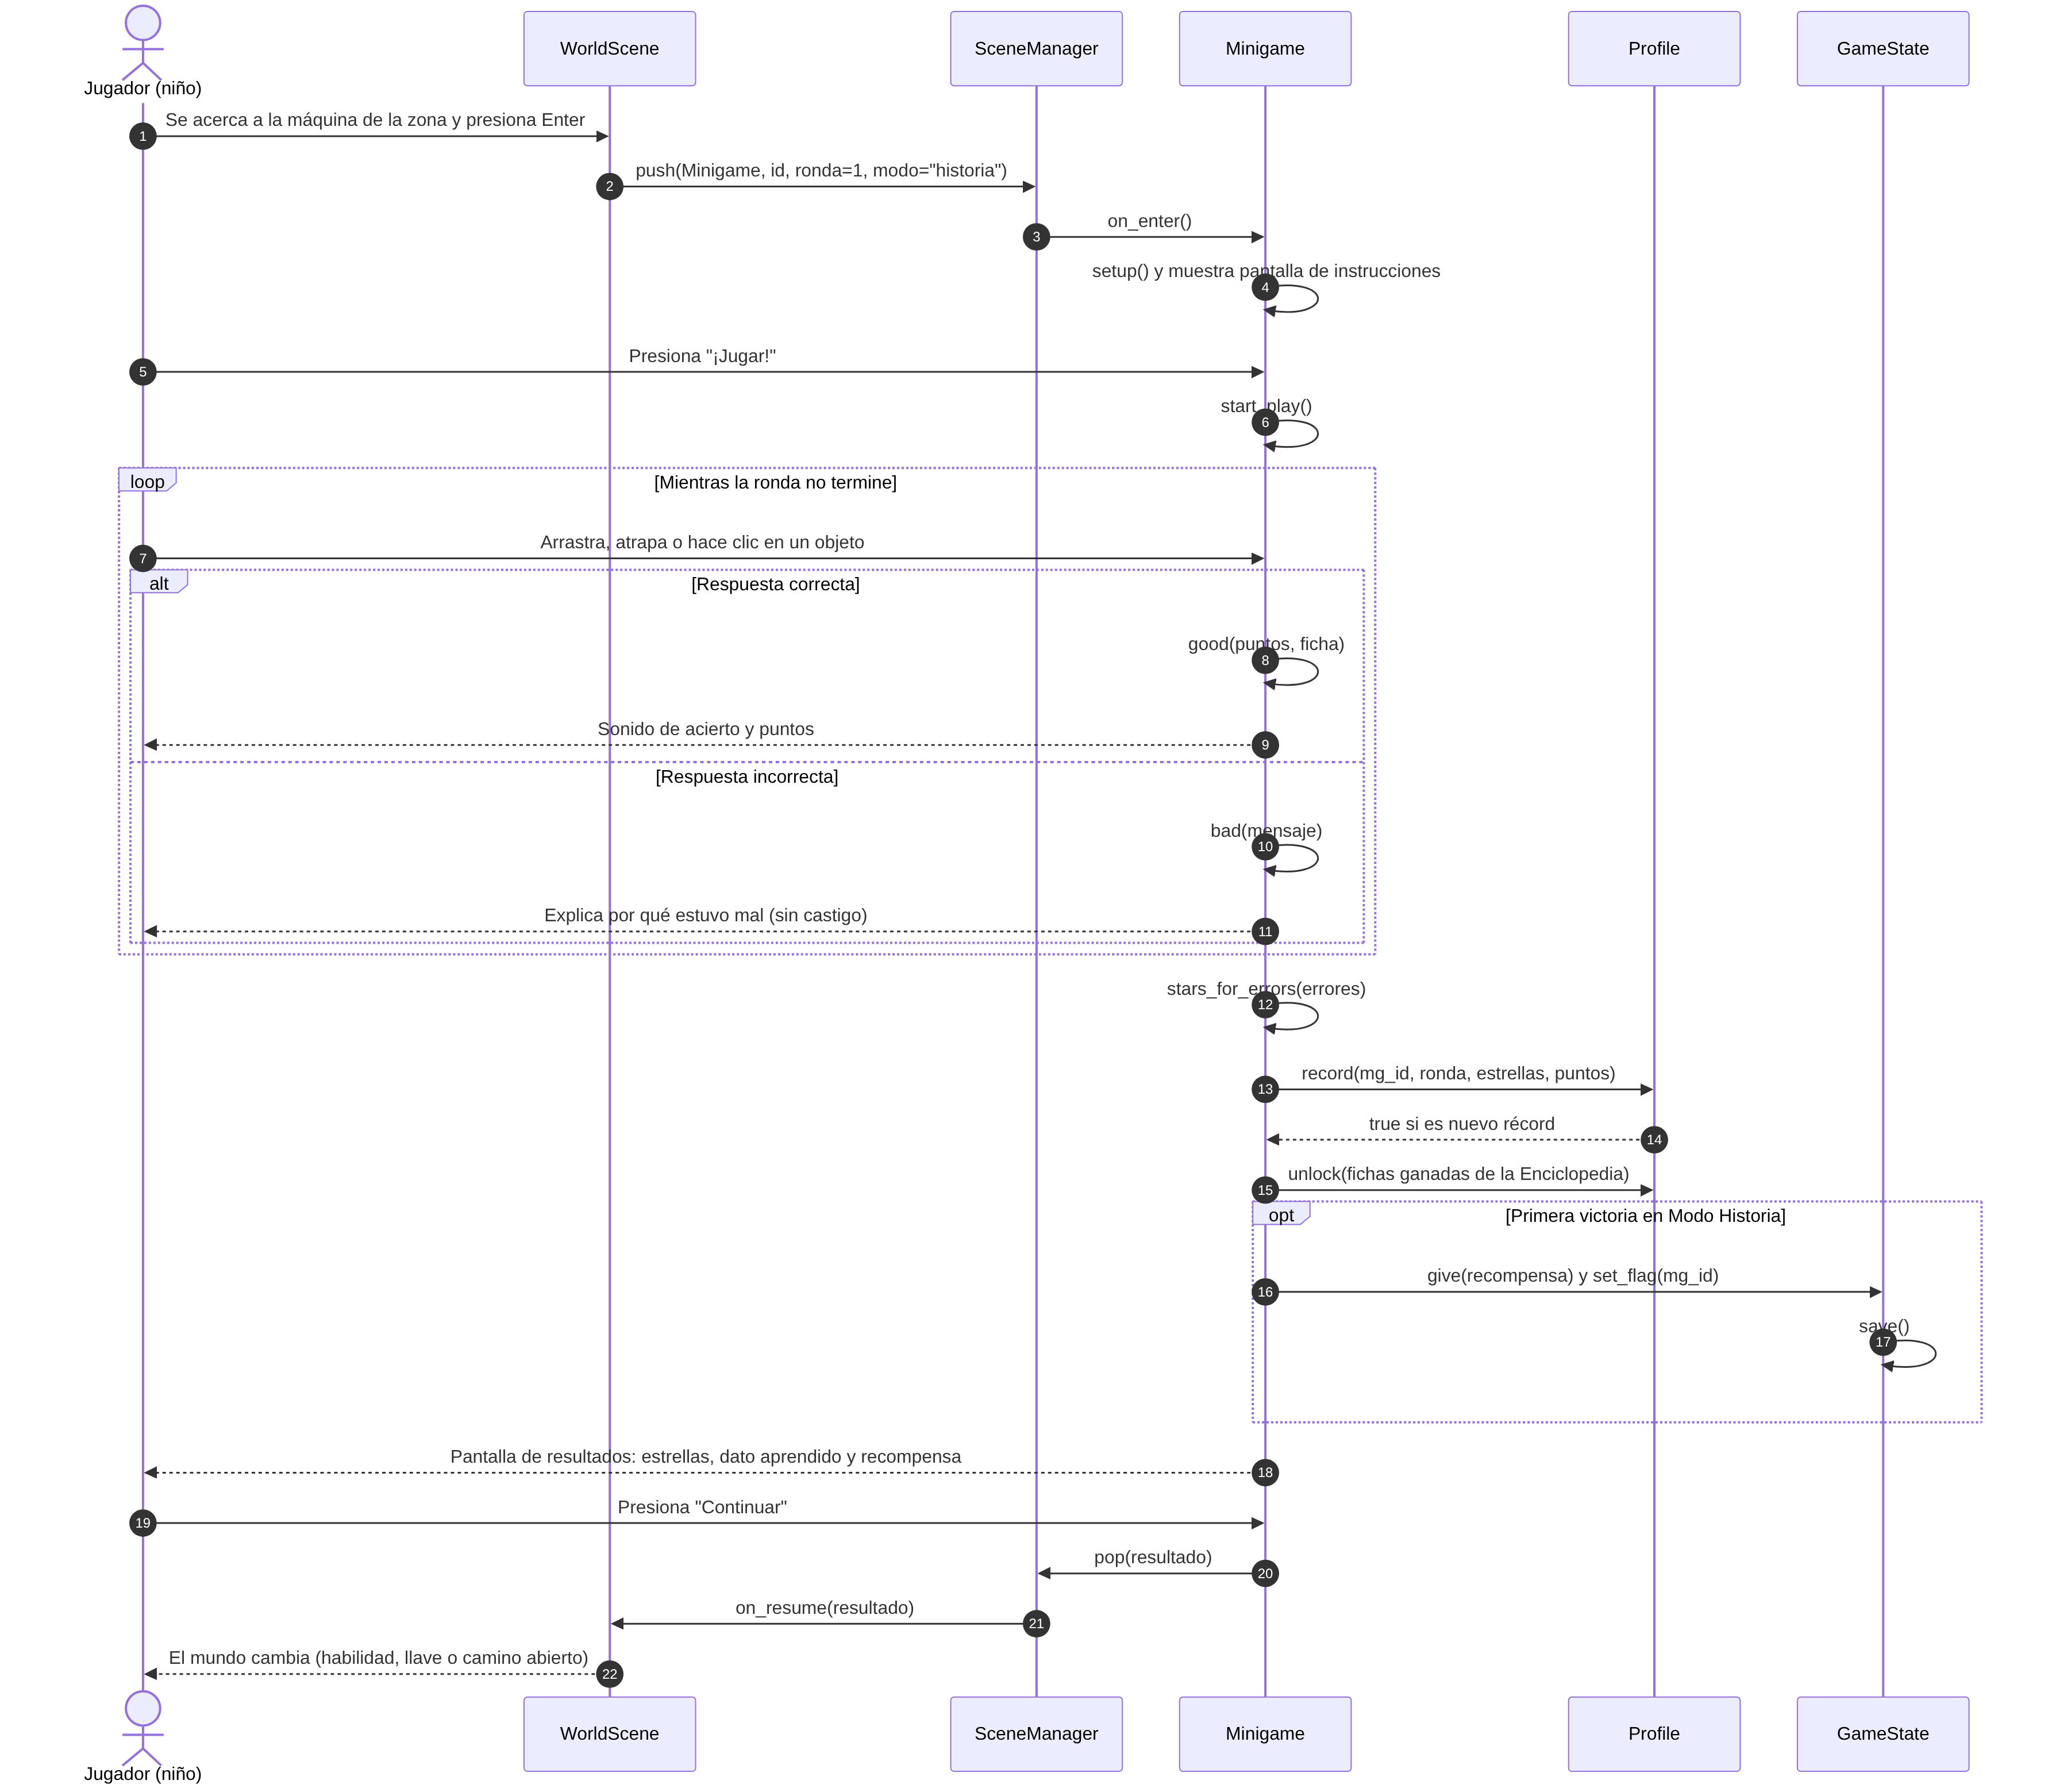 Jugador (niño)
WorldScene
SceneManager
Minigame
Profile
GameState
1
Se acerca a la máquina de la zona y presiona Enter
2
push(Minigame, id, ronda=1, modo="historia")
3
on_enter()
setup() y muestra pantalla de instrucciones
4
5
Presiona "¡Jugar!"
start_play()
6
loop
[Mientras la ronda no termine]
7
Arrastra, atrapa o hace clic en un objeto
alt
[Respuesta correcta]
good(puntos, ficha)
8
Sonido de acierto y puntos
9
[Respuesta incorrecta]
bad(mensaje)
10
Explica por qué estuvo mal (sin castigo)
11
stars_for_errors(errores)
12
13
record(mg_id, ronda, estrellas, puntos)
true si es nuevo récord
14
15
unlock(fichas ganadas de la Enciclopedia)
opt
[Primera victoria en Modo Historia]
16
give(recompensa) y set_flag(mg_id)
save()
17
Pantalla de resultados: estrellas, dato aprendido y recompensa
18
19
Presiona "Continuar"
pop(resultado)
20
on_resume(resultado)
21
El mundo cambia (habilidad, llave o camino abierto)
22
Jugador (niño)
WorldScene
SceneManager
Minigame
Profile
GameState